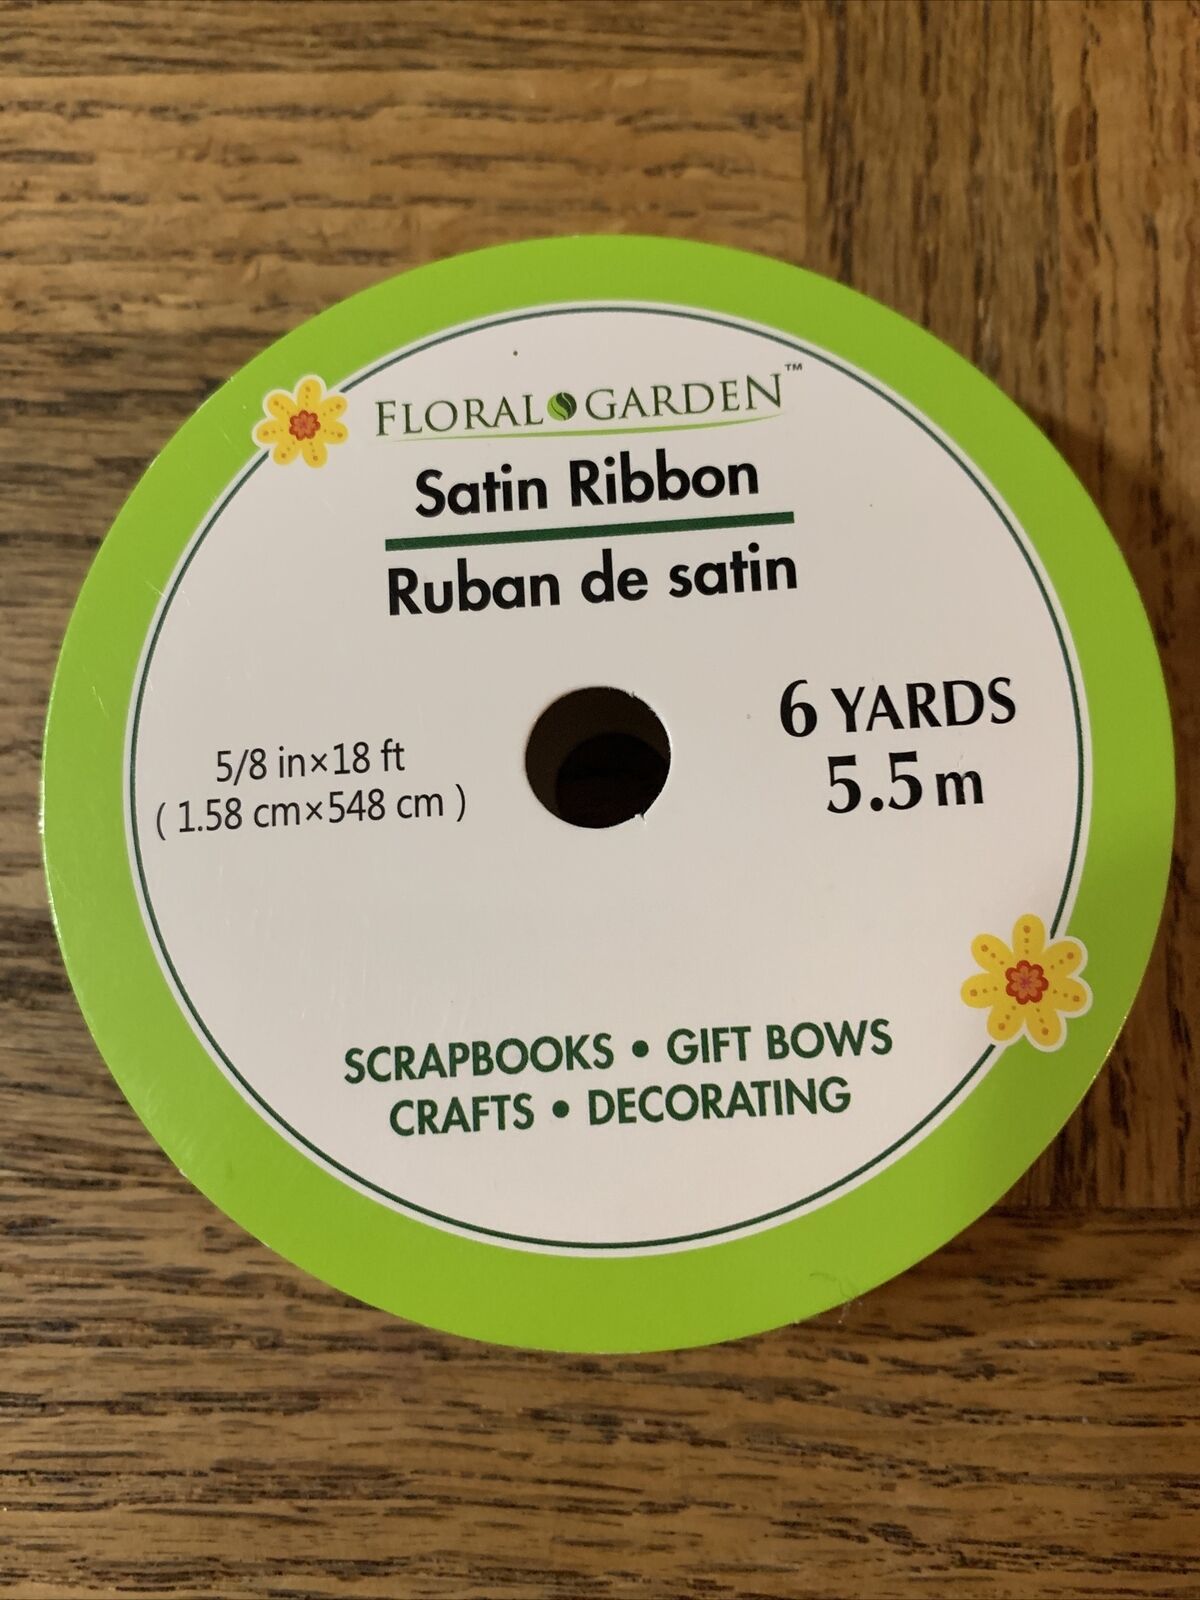 FLORAL GARDEN™
Satin Ribbon
Ruban de satin
5/8 in×18 ft
( 1.58 cm×548 cm )
6 YARDS
5.5 m
SCRAPBOOKS • GIFT BOWS
CRAFTS • DECORATING